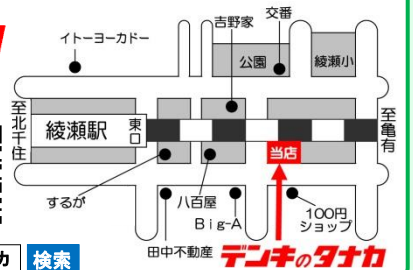 吉野家
交番
イトーヨーカドー
公園
綾瀬小
至北千住
綾瀬駅
東口
至亀有
当店
するが
八百屋
Big-A
100円
ショップ
田中不動産
デンキのタナカ
検索